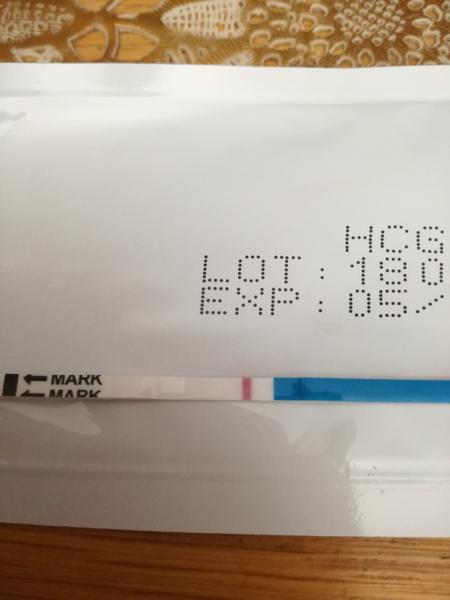 HCG
LOT: 180
EXP: 05/
← MARK
← MARK